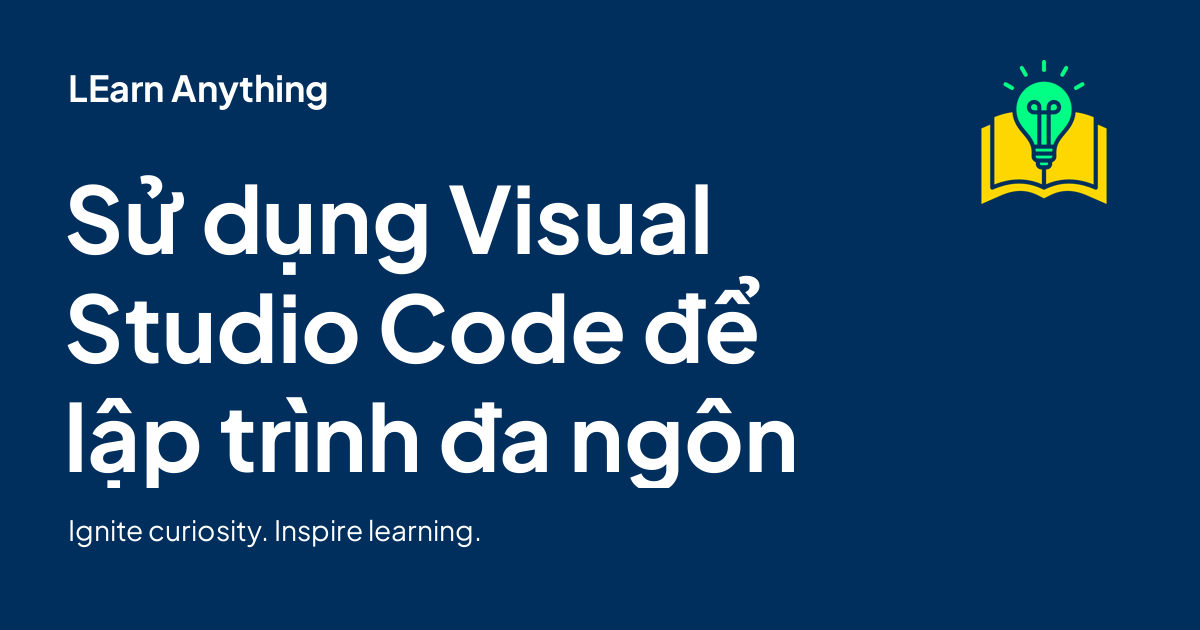 LEarn Anything
Sử dụng Visual
Studio Code để
lập trình đa ngôn
Ignite curiosity. Inspire learning.